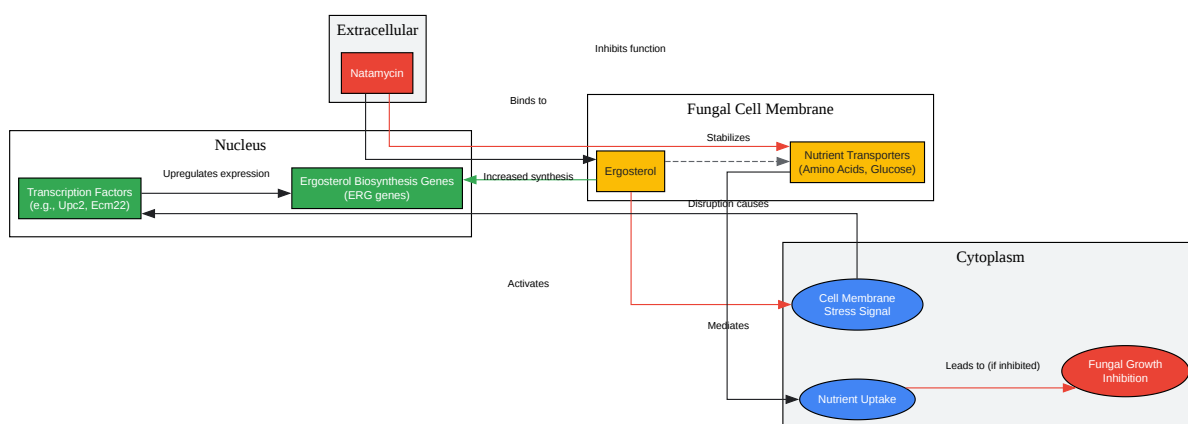 Extracellular
Natamycin
Inhibits function
Binds to
Fungal Cell Membrane
Stabilizes
Nutrient Transporters
(Amino Acids, Glucose)
Ergosterol
Nucleus
Upregulates expression
Transcription Factors
(e.g., Upc2, Ecm22)
Ergosterol Biosynthesis Genes
(ERG genes)
Increased synthesis
Disruption causes
Cytoplasm
Activates
Cell Membrane
Stress Signal
Mediates
Leads to (if inhibited)
Fungal Growth
Inhibition
Nutrient Uptake